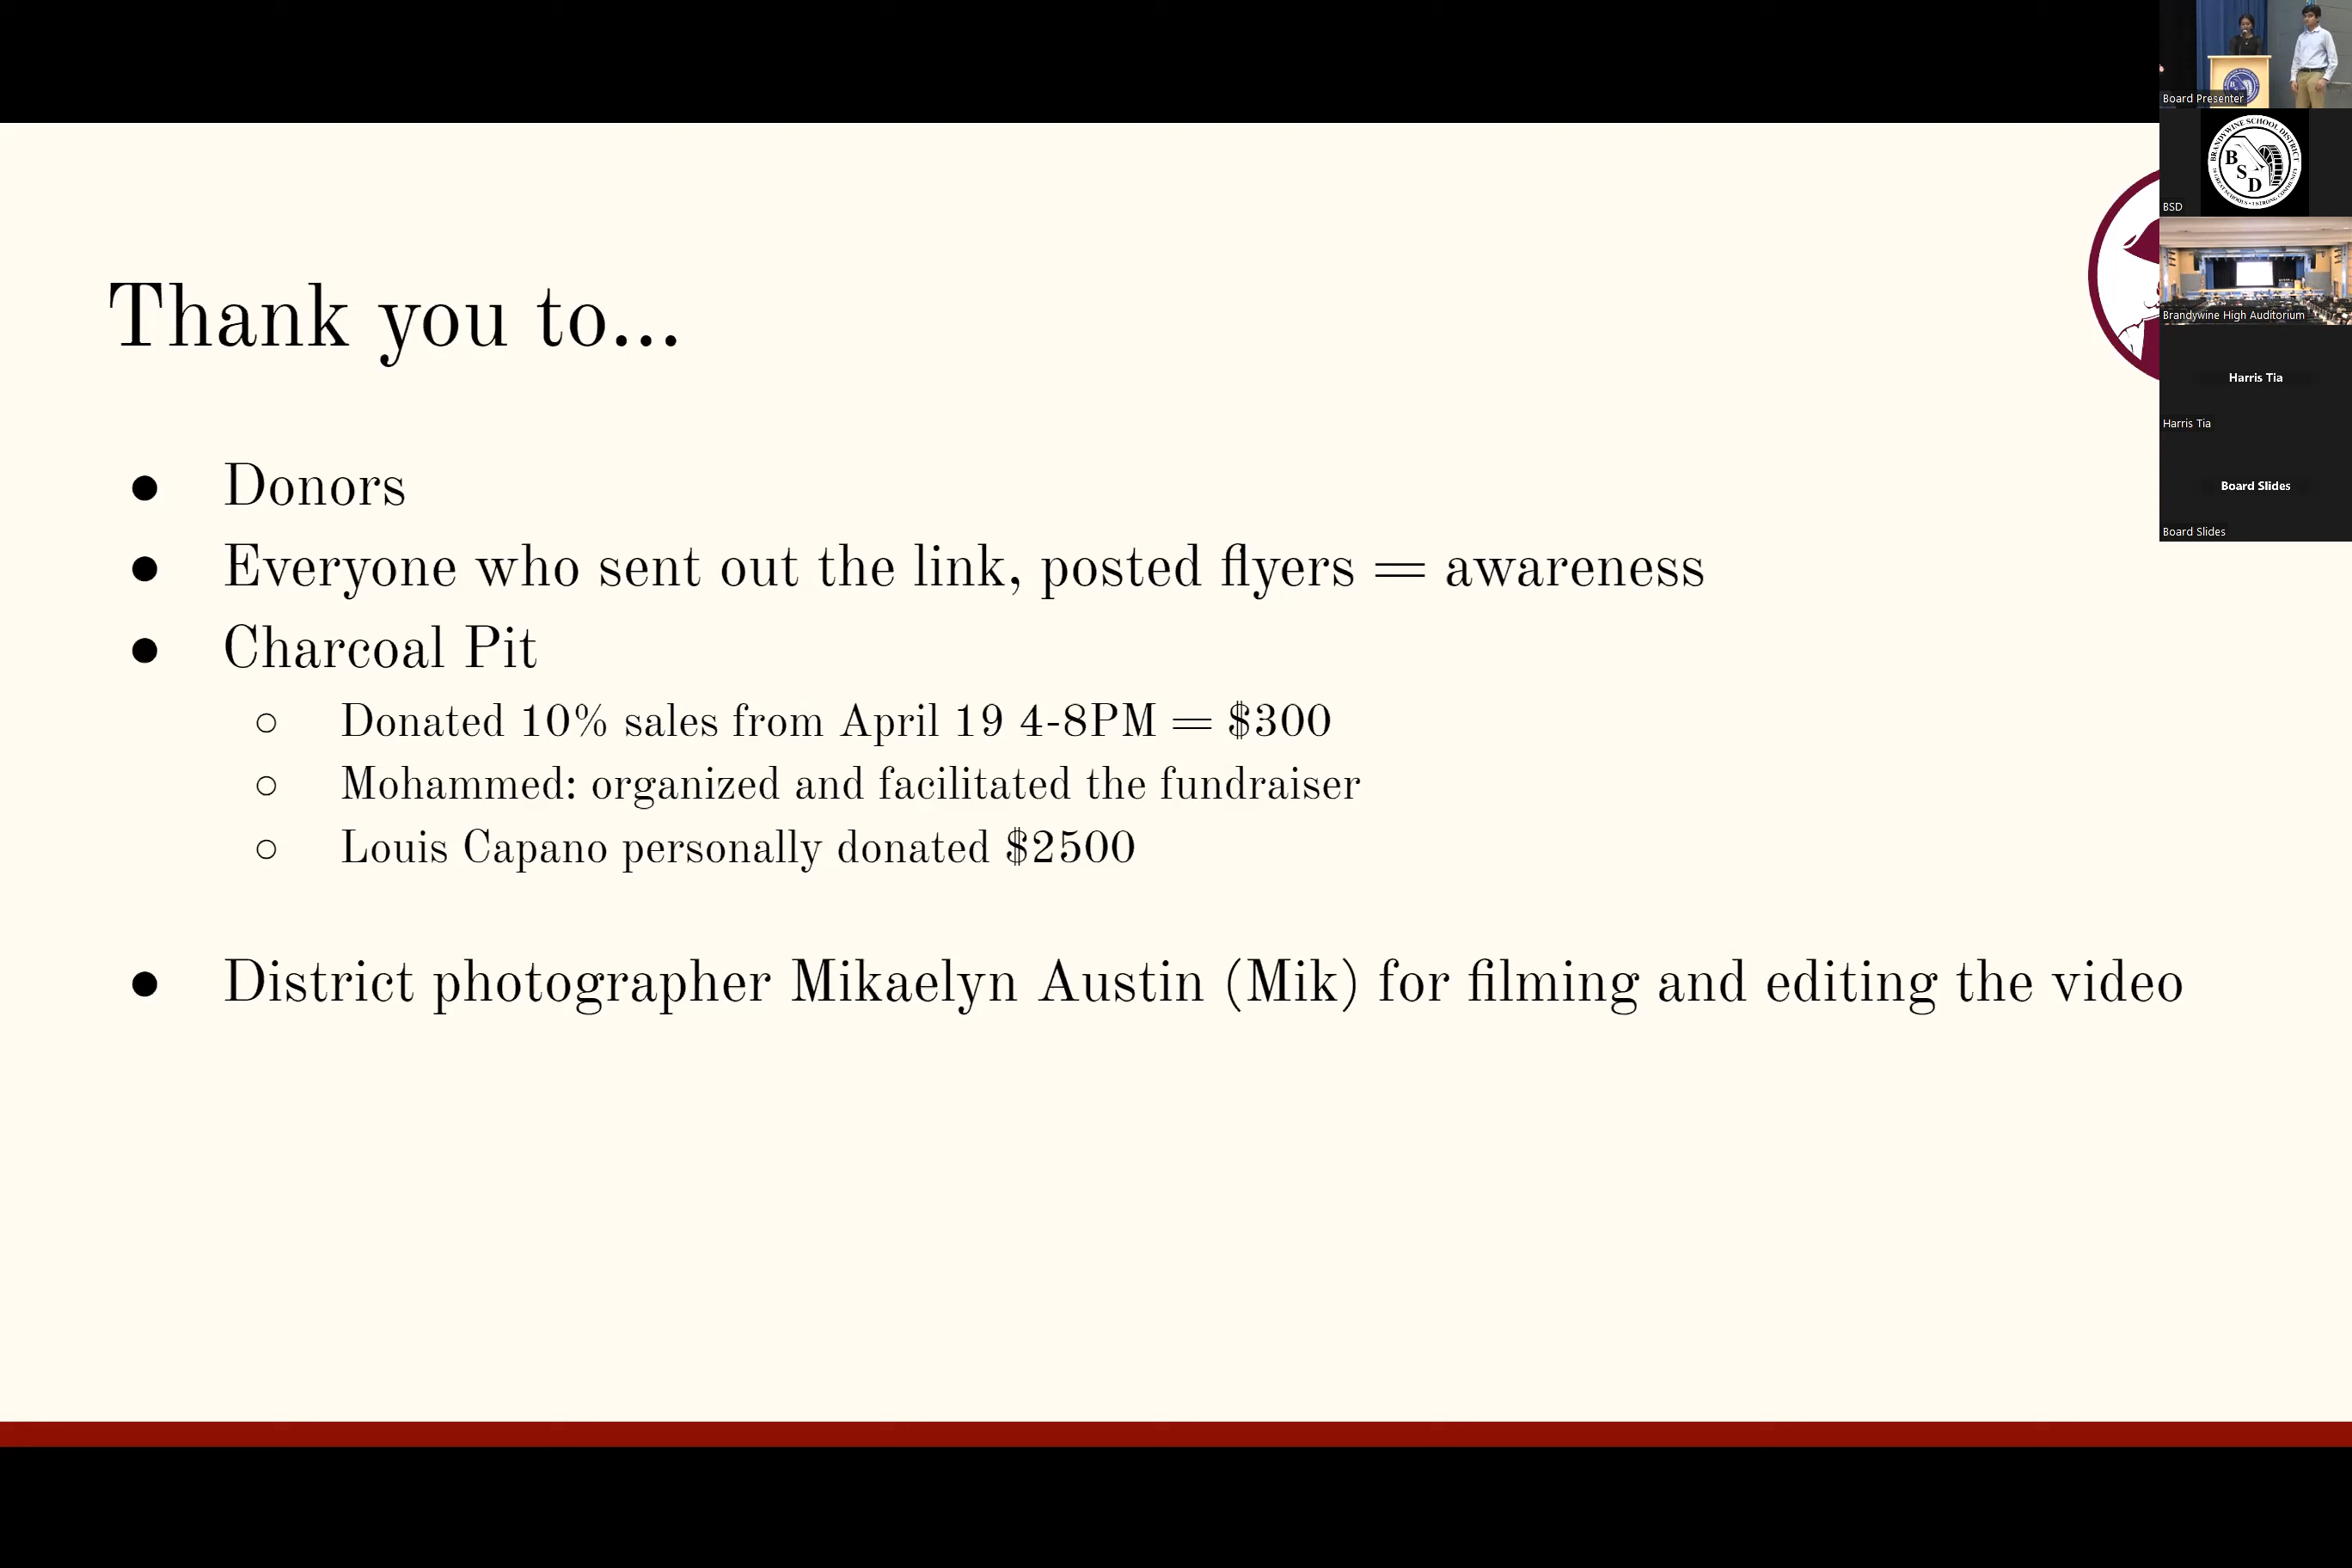 Thank you to...
● Donors
● Everyone who sent out the link, posted flyers = awareness
● Charcoal Pit
○ Donated 10% sales from April 19 4-8PM = $300
○ Mohammed: organized and facilitated the fundraiser
○ Louis Capano personally donated $2500
● District photographer Mikaelyn Austin (Mik) for filming and editing the video
Board Presenter
BRANDYWINE SCHOOL DISTRICT
B
S
D
BSD
Brandywine High Auditorium
Harris Tia
Harris Tia
Board Slides
Board Slides